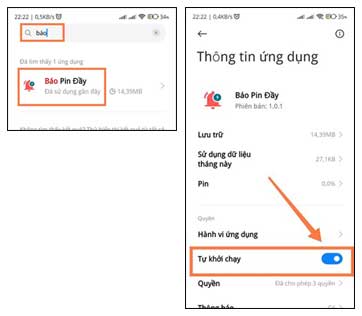 22:22 | 0,5KB/s
35
báo
Đã tìm thấy 1 ứng dụng
Báo Pin Đầy
Đã sử dụng gần đây
14,39MB
22:22 | 0,4KB/s
34
Thông tin ứng dụng
Báo Pin Đầy
Phiên bản: 1.0.1
Lưu trữ
14,39MB
Sử dụng dữ liệu
tháng này
27,1KB
Pin
0,0%
Quyền
Hành vi ứng dụng
Tự khởi chạy
Quyền
Đã cho phép 3 quyền
Thông báo